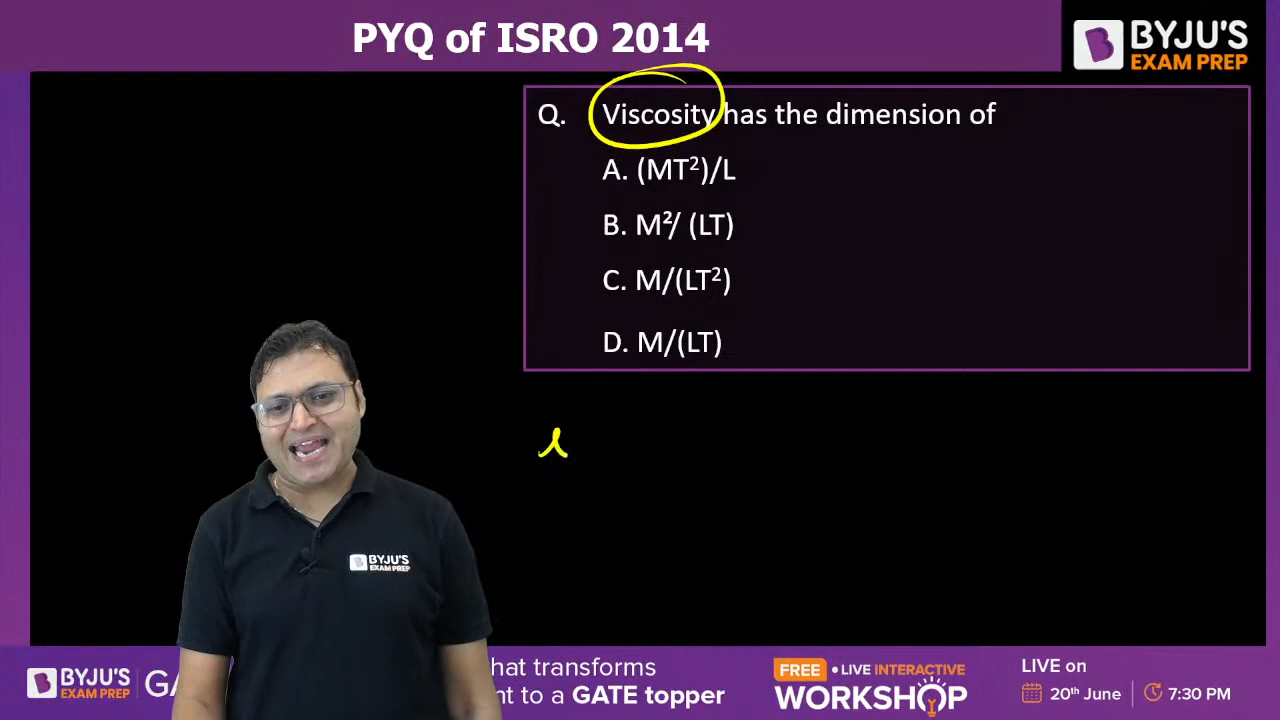 PYQ of ISRO 2014
BYJU'S
EXAM PREP
Q. Viscosity has the dimension of
A. (MT²)/L
B. M²/ (LT)
C. M/(LT²)
D. M/(LT)
BYJU'S
EXAM PREP
BYJU'S
EXAM PREP
hat transforms
to a GATE topper
FREE • LIVE INTERACTIVE
WORKSHOP
LIVE on
20th June
7:30 PM